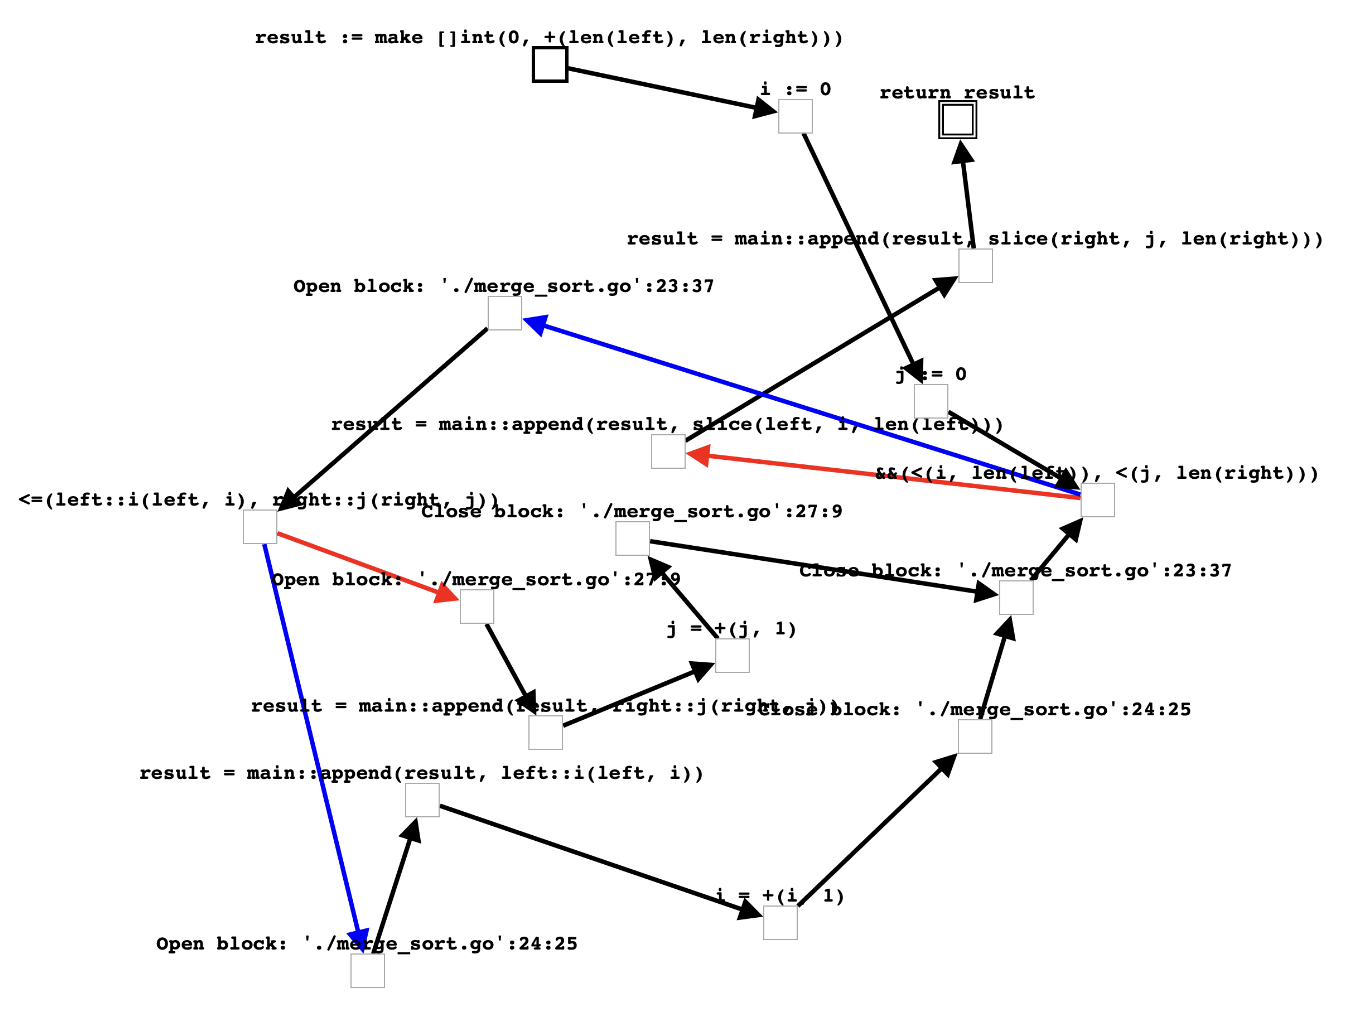 result := make []int(0, +(len(left), len(right)))
i := 0
return result
result = main::append(result, slice(right, j, len(right)))
Open block: './merge_sort.go':23:37
j := 0
result = main::append(result, slice(left, i, len(left)))
&&(<(i, len(left)), <(j, len(right)))
<=(left::i(left, i), right::j(right, j))
Close block: './merge_sort.go':27:9
Close block: './merge_sort.go':23:37
Open block: './merge_sort.go':27:9
j = +(j, 1)
result = main::append(result, right::j(right, j))
Close block: './merge_sort.go':24:25
result = main::append(result, left::i(left, i))
i = +(i, 1)
Open block: './merge_sort.go':24:25